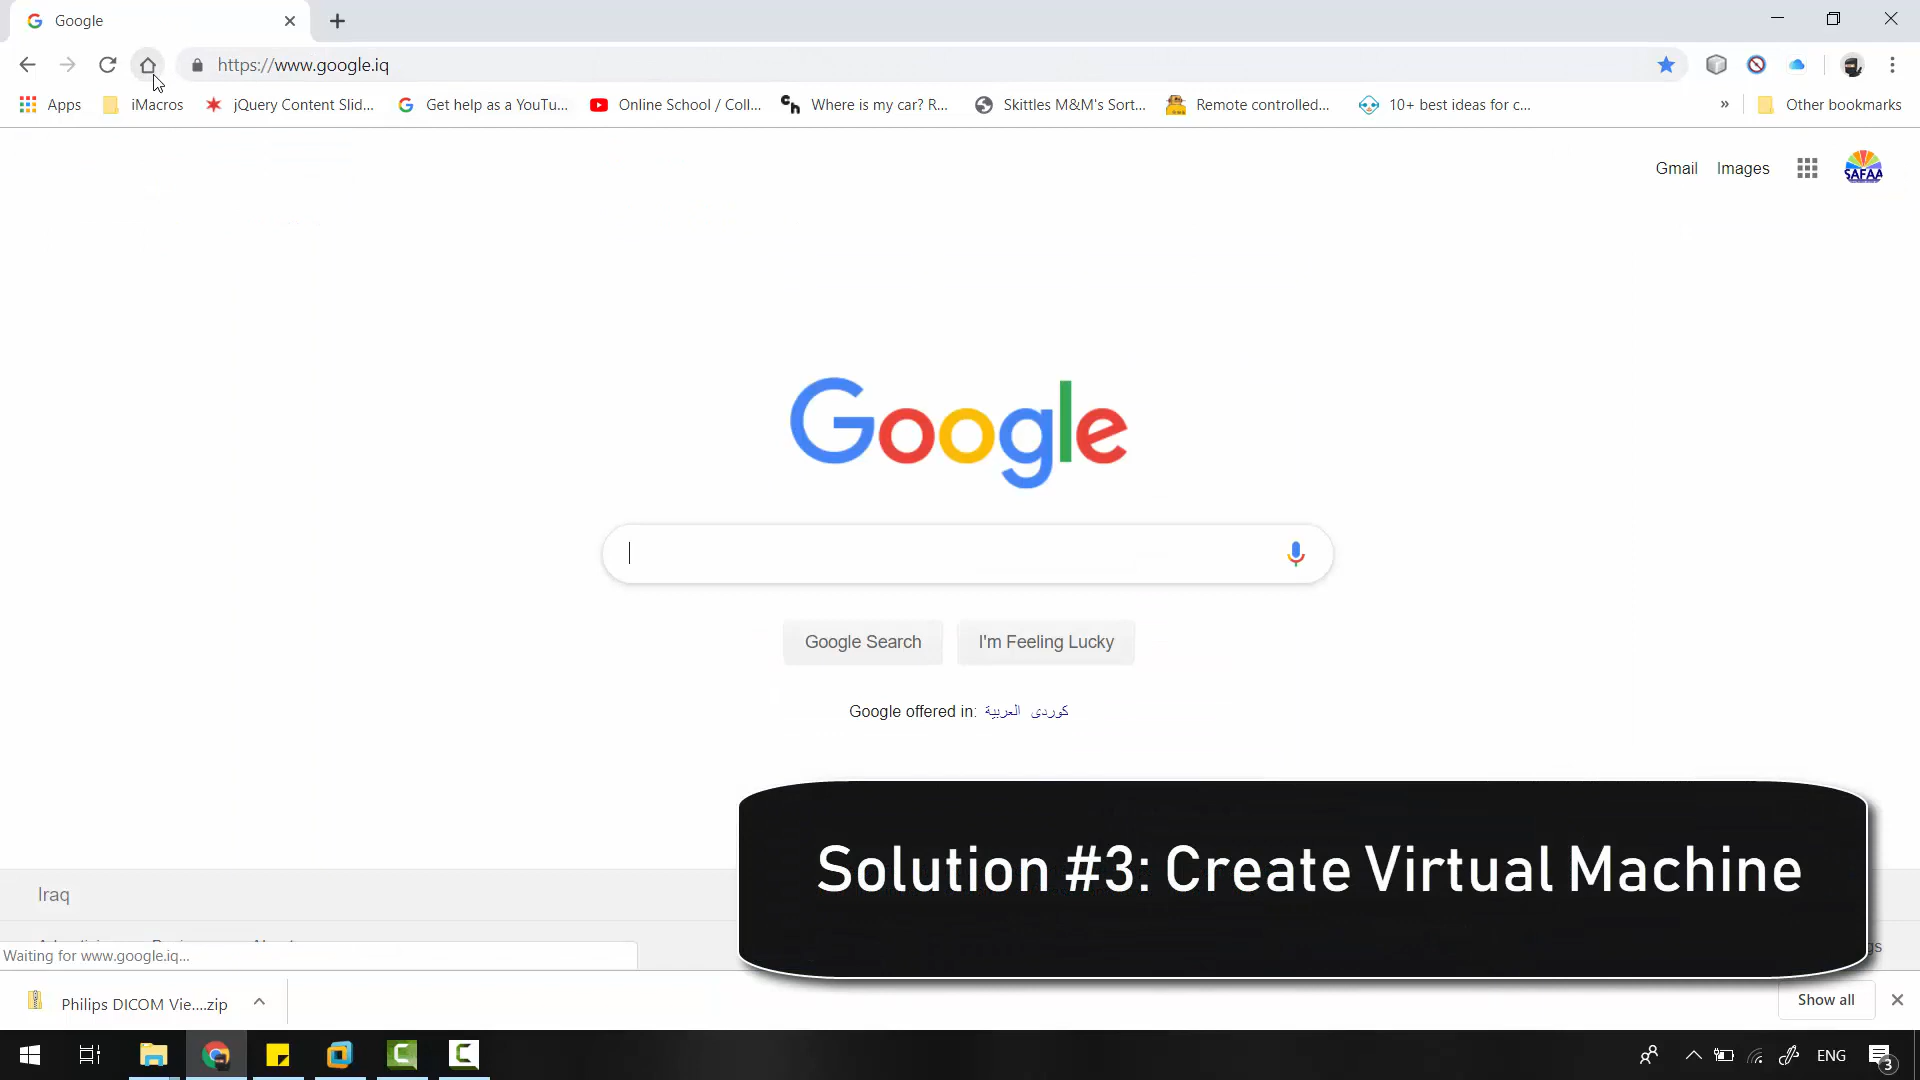 Google
https://www.google.iq
Apps iMacros jQuery Content Slid... Get help as a YouTu... Online School / Coll... Where is my car? R... Skittles M&M's Sort... Remote controlled... 10+ best ideas for c... » Other bookmarks
Gmail Images
SAFAA
Google
Google Search I'm Feeling Lucky
Google offered in: العربية کوردی
Solution #3: Create Virtual Machine
Iraq
Waiting for www.google.iq...
Philips DICOM Vie....zip
Show all
ENG
3